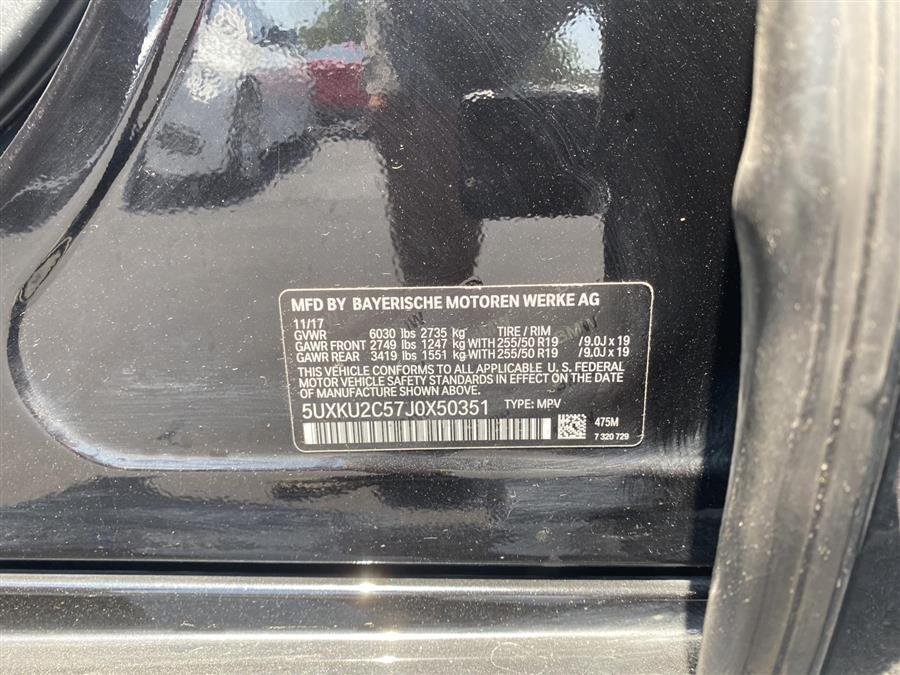 MFD BY BAYERISCHE MOTOREN WERKE AG
11/17
GVWR 6030 lbs 2735 kg TIRE / RIM
GAWR FRONT 2749 lbs 1247 kg WITH 255/50 R19 /9.0J x 19
GAWR REAR 3419 lbs 1551 kg WITH 255/50 R19 /9.0J x 19
THIS VEHICLE CONFORMS TO ALL APPLICABLE U. S. FEDERAL
MOTOR VEHICLE SAFETY STANDARDS IN EFFECT ON THE DATE
OF MANUFACTURE SHOWN ABOVE.
5UXKU2C57J0X50351 TYPE: MPV
475M
7 320 729